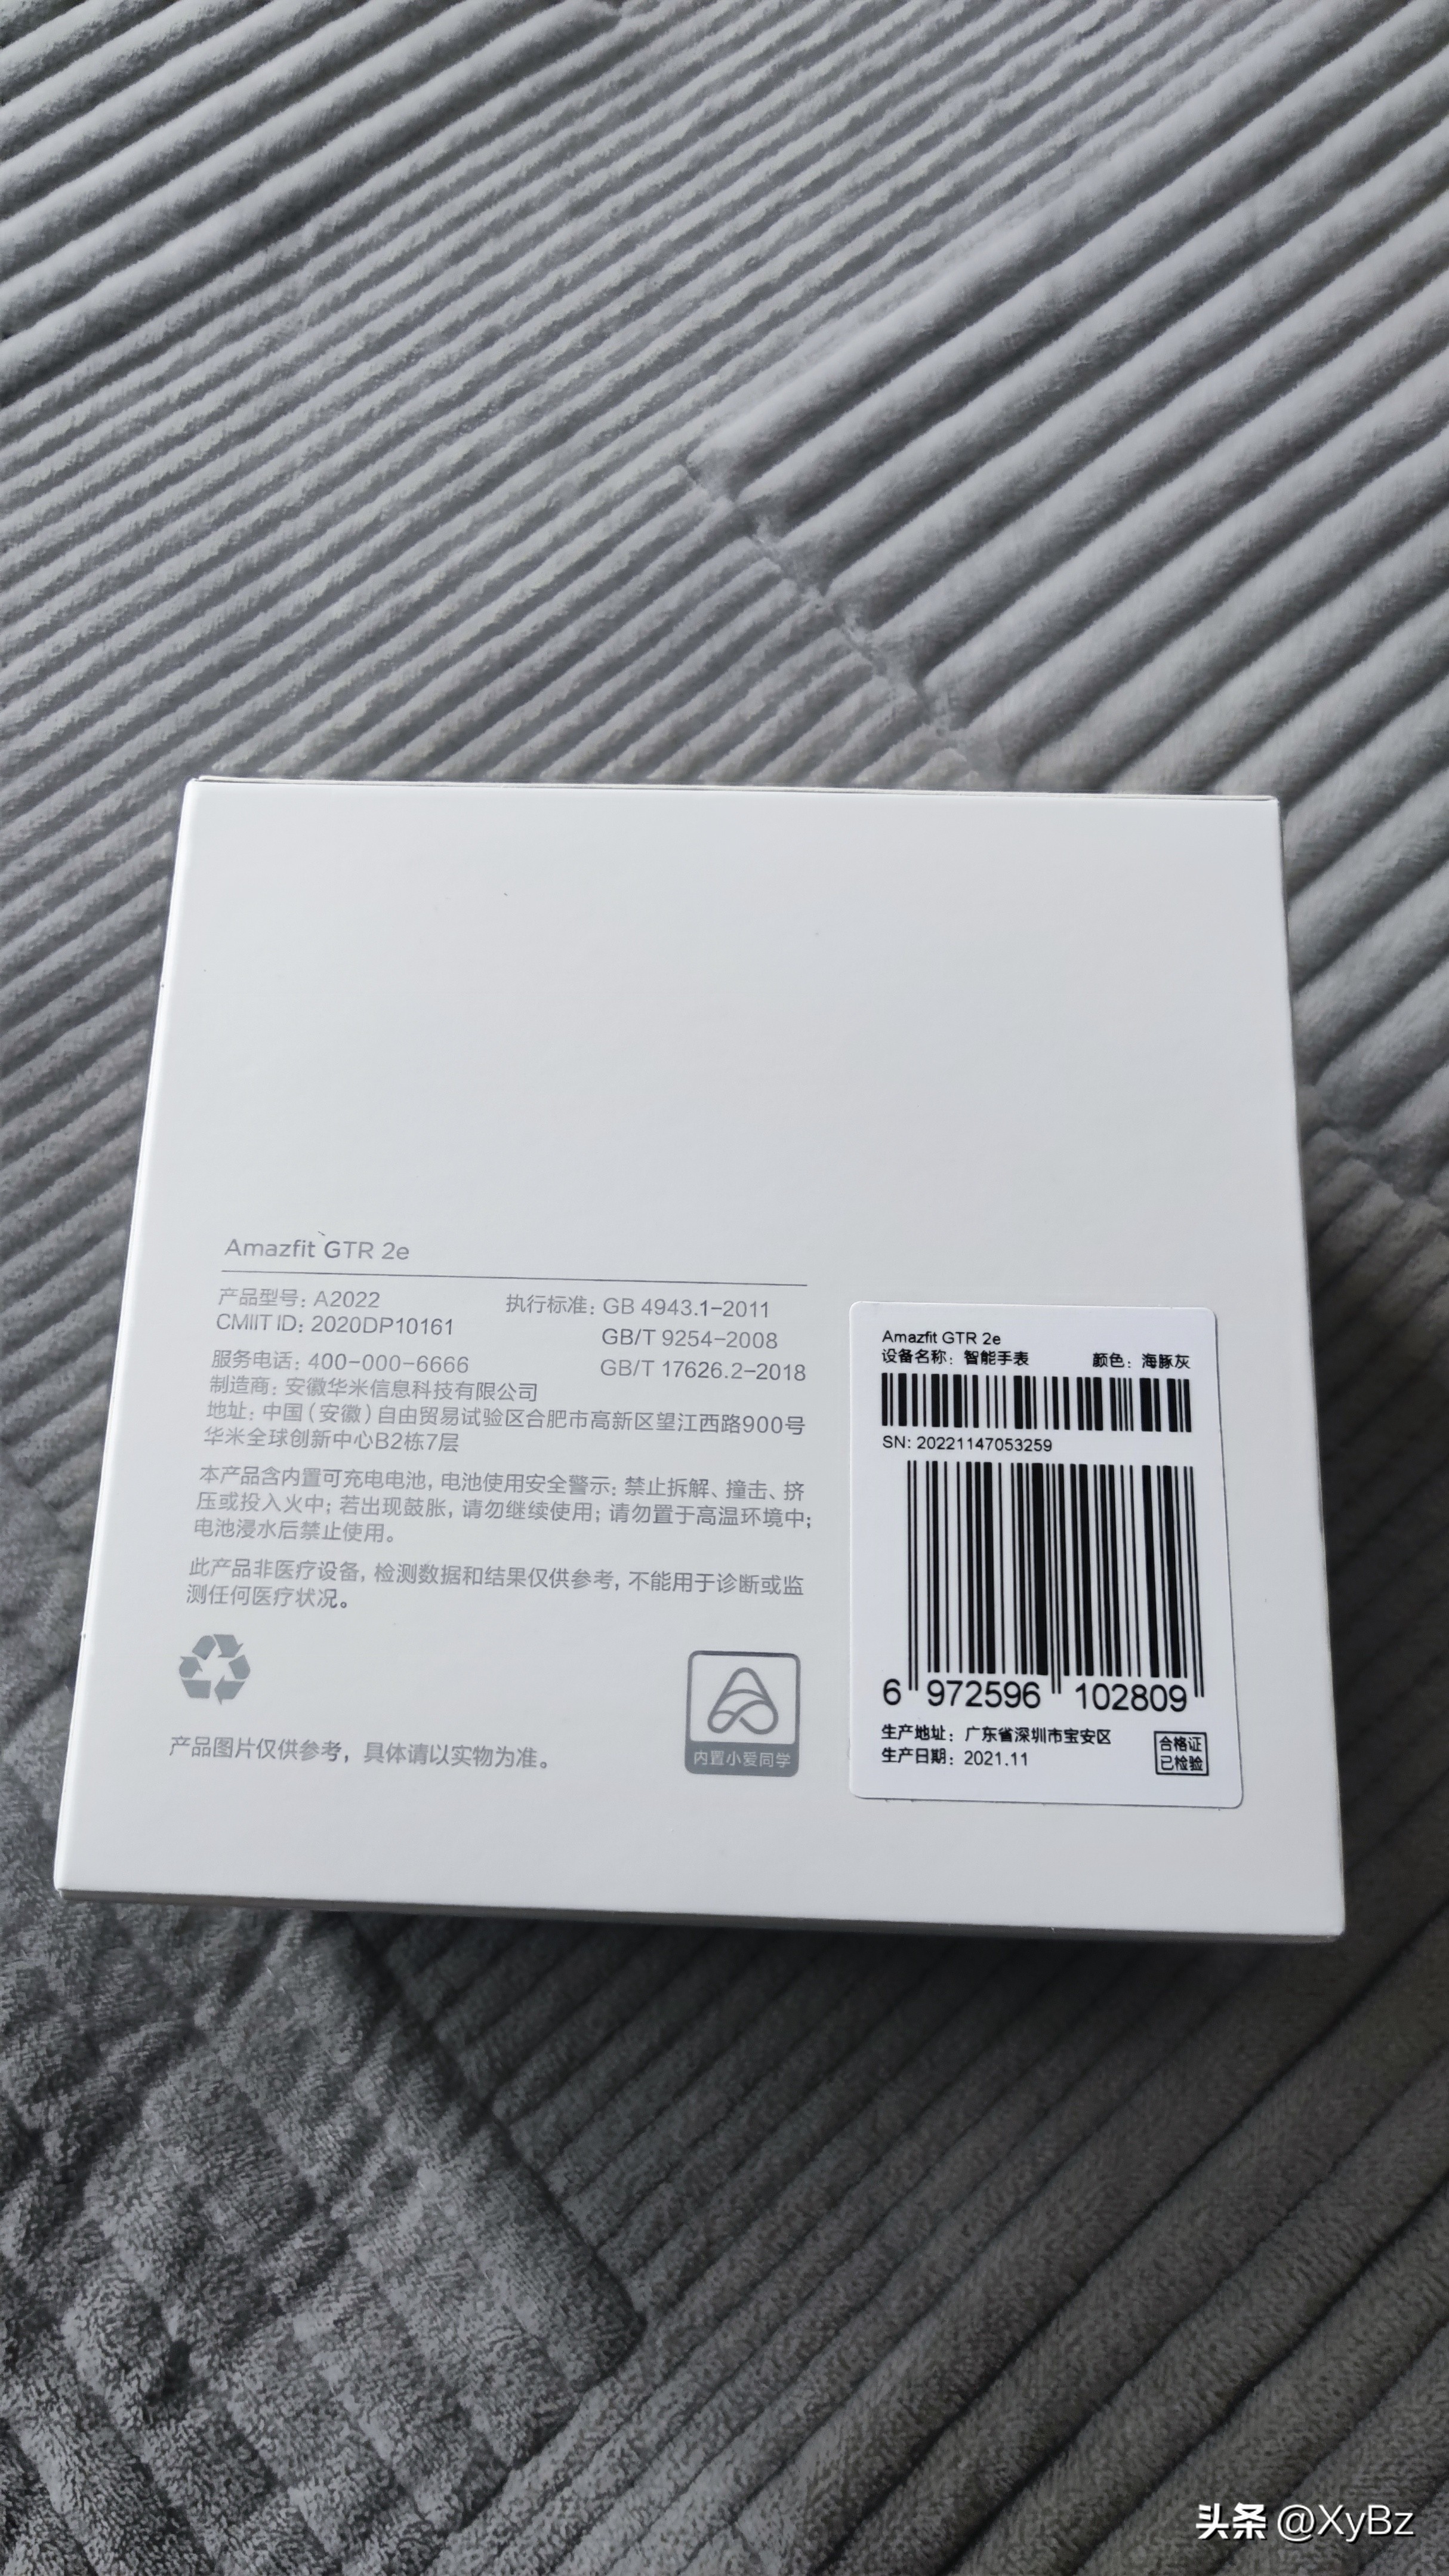 Amazfit GTR 2e
产品型号: A2022
CMIIT ID: 2020DP10161
执行标准: GB 4943.1-2011
GB/T 9254-2008
GB/T 17626.2-2018
服务电话: 400-000-6666
制造商: 安徽华米信息科技有限公司
地址: 中国(安徽)自由贸易试验区合肥市高新区望江西路900号
华米全球创新中心B2栋7层
本产品含内置可充电电池, 电池使用安全警示: 禁止拆解、撞击、挤
压或投入火中; 若出现鼓胀, 请勿继续使用; 请勿置于高温环境中;
电池浸水后禁止使用。
此产品非医疗设备, 检测数据和结果仅供参考, 不能用于诊断或监
测任何医疗状况。
内置小爱同学
产品图片仅供参考, 具体请以实物为准。
Amazfit GTR 2e
设备名称: 智能手表 颜色: 海豚灰
SN: 20221147053259
6 972596 102809
生产地址: 广东省深圳市宝安区
生产日期: 2021.11
合格证
已检验
头条 @XyBz